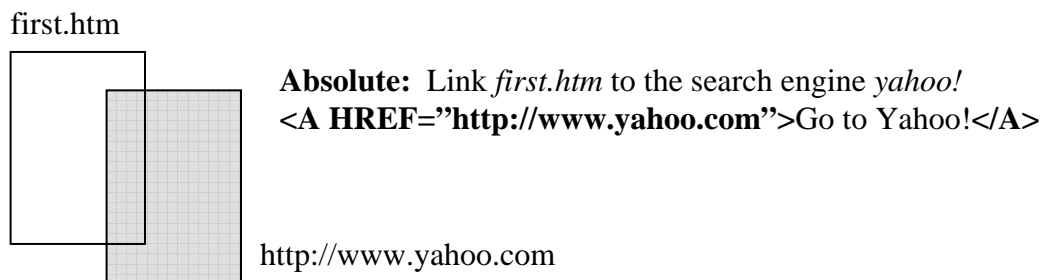 first.htm
Absolute: Link first.htm to the search engine yahoo!
<A HREF=”http://www.yahoo.com”>Go to Yahoo!</A>
http://www.yahoo.com